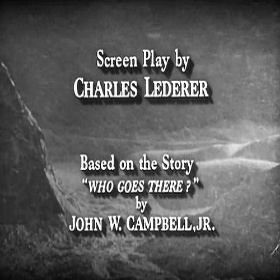 Screen Play by
CHARLES LEDERER
Based on the Story
"WHO GOES THERE?"
by
JOHN W. CAMPBELL, JR.